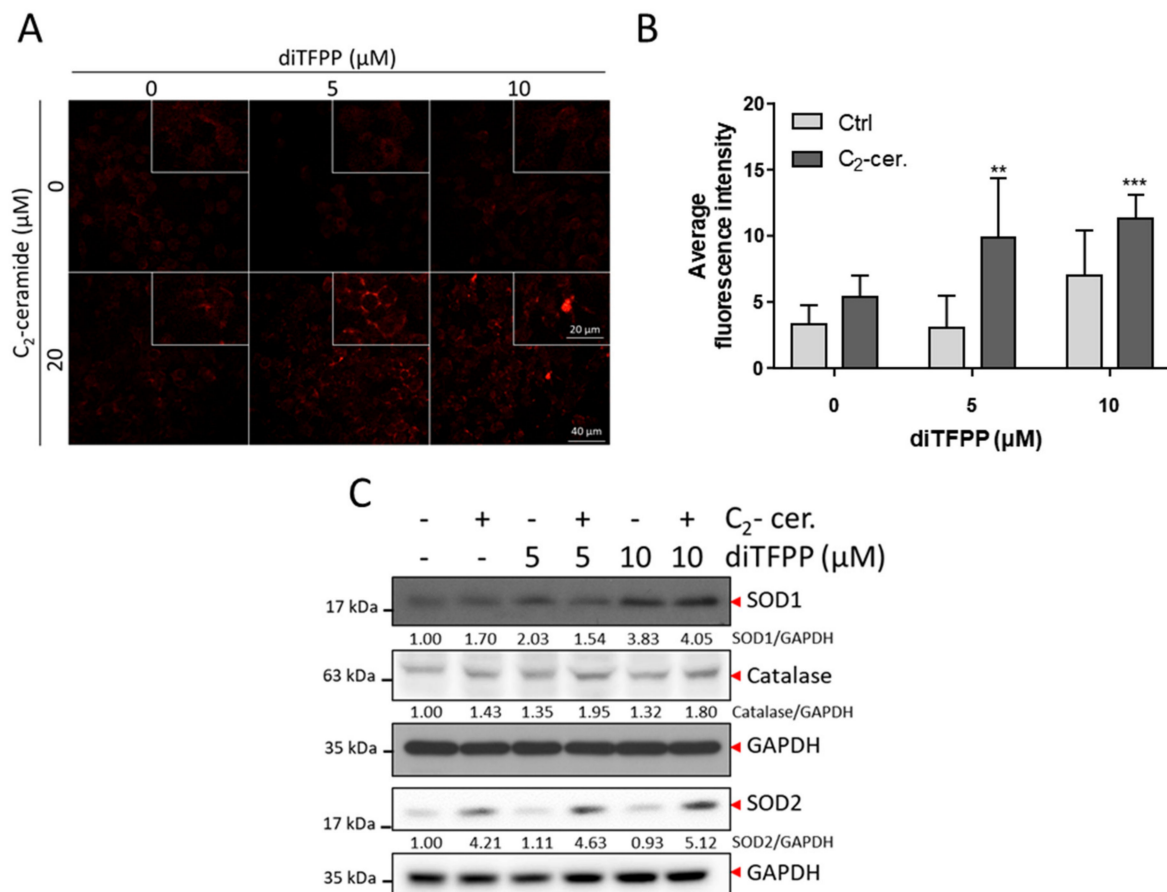 A
diTFPP (µM)
0 5 10
C₂-ceramide (µM)
0
20
20 µm
40 µm
B
Average
fluorescence intensity
20
15
10
5
0
Ctrl
C₂-cer.
** ***
0 5 10
diTFPP (µM)
C
- + - + - + C₂- cer.
- - 5 5 10 10 diTFPP (µM)
17 kDa SOD1
1.00 1.70 2.03 1.54 3.83 4.05 SOD1/GAPDH
63 kDa Catalase
1.00 1.43 1.35 1.95 1.32 1.80 Catalase/GAPDH
35 kDa GAPDH
SOD2
17 kDa
1.00 4.21 1.11 4.63 0.93 5.12 SOD2/GAPDH
35 kDa GAPDH